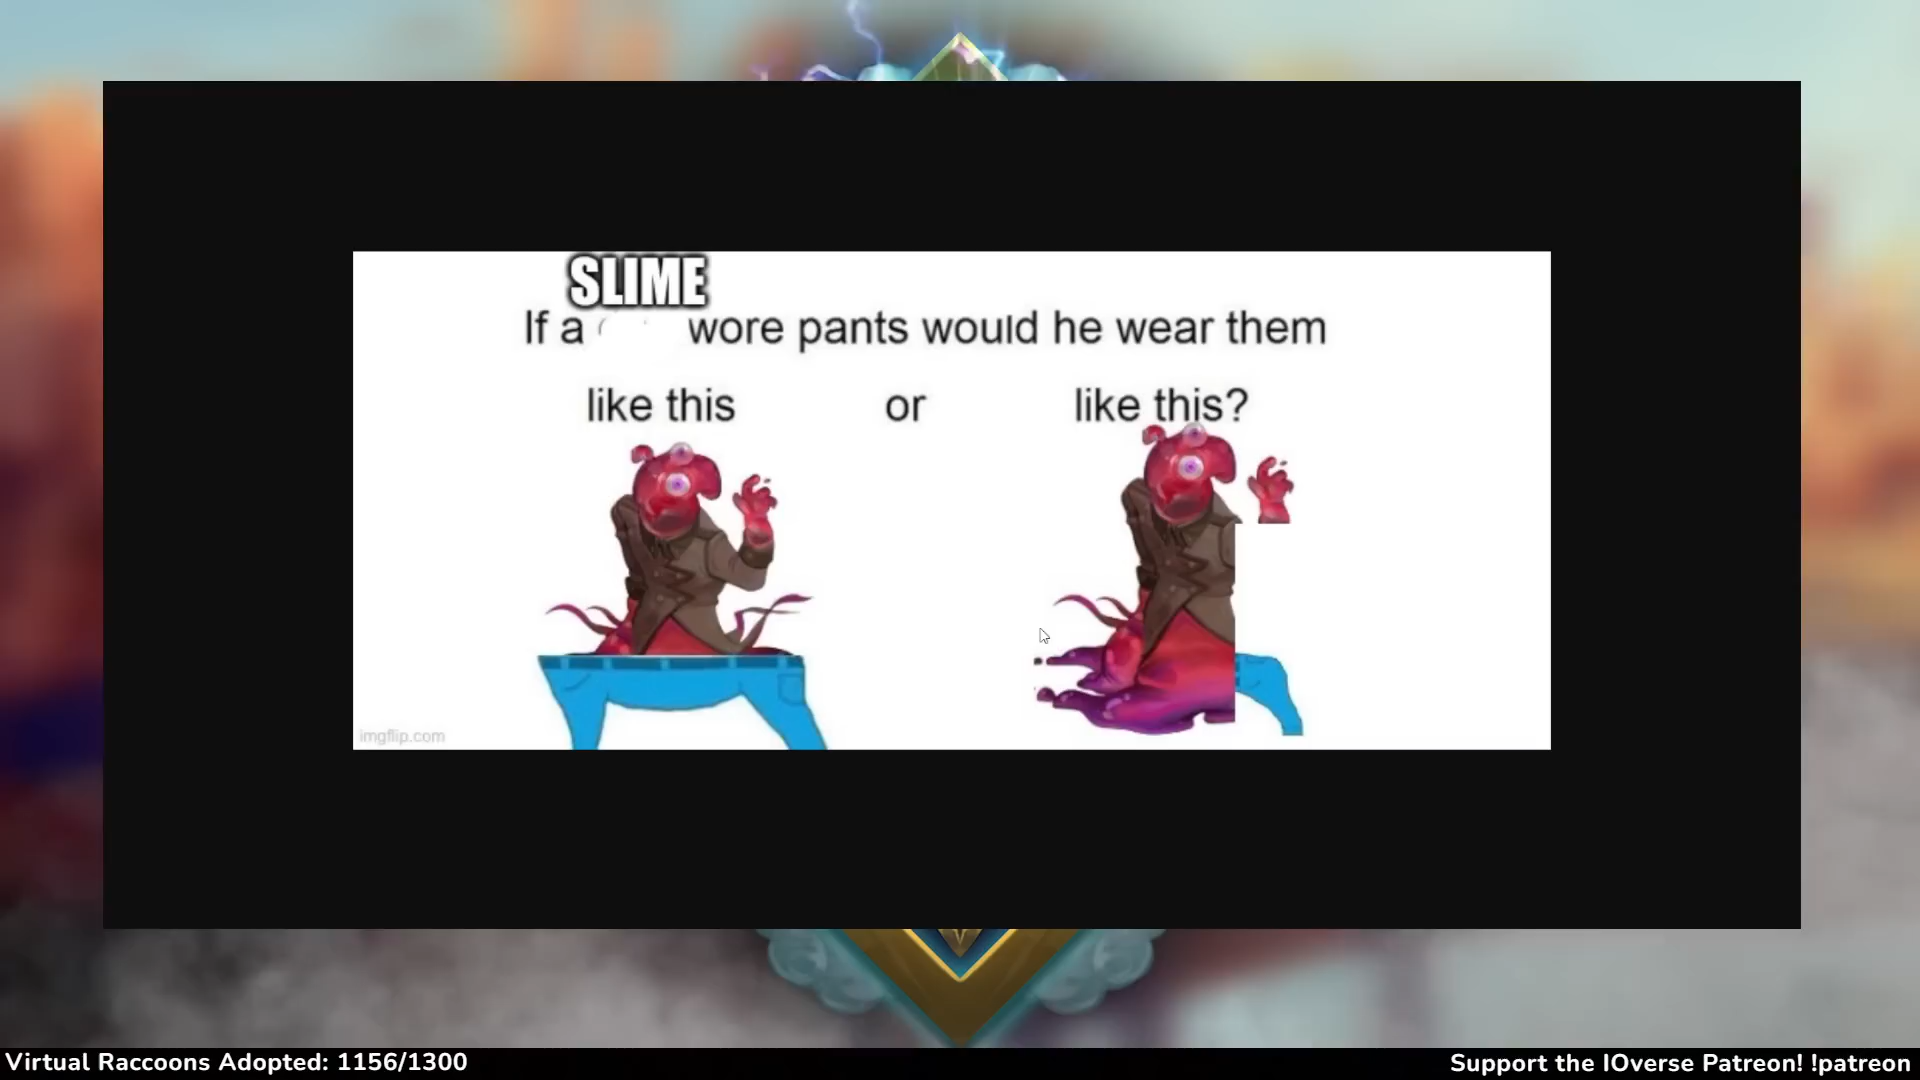 SLIME
If a wore pants would he wear them
like this or like this?
imgflip.com
Virtual Raccoons Adopted: 1156/1300
Support the IOverse Patreon! !patreon